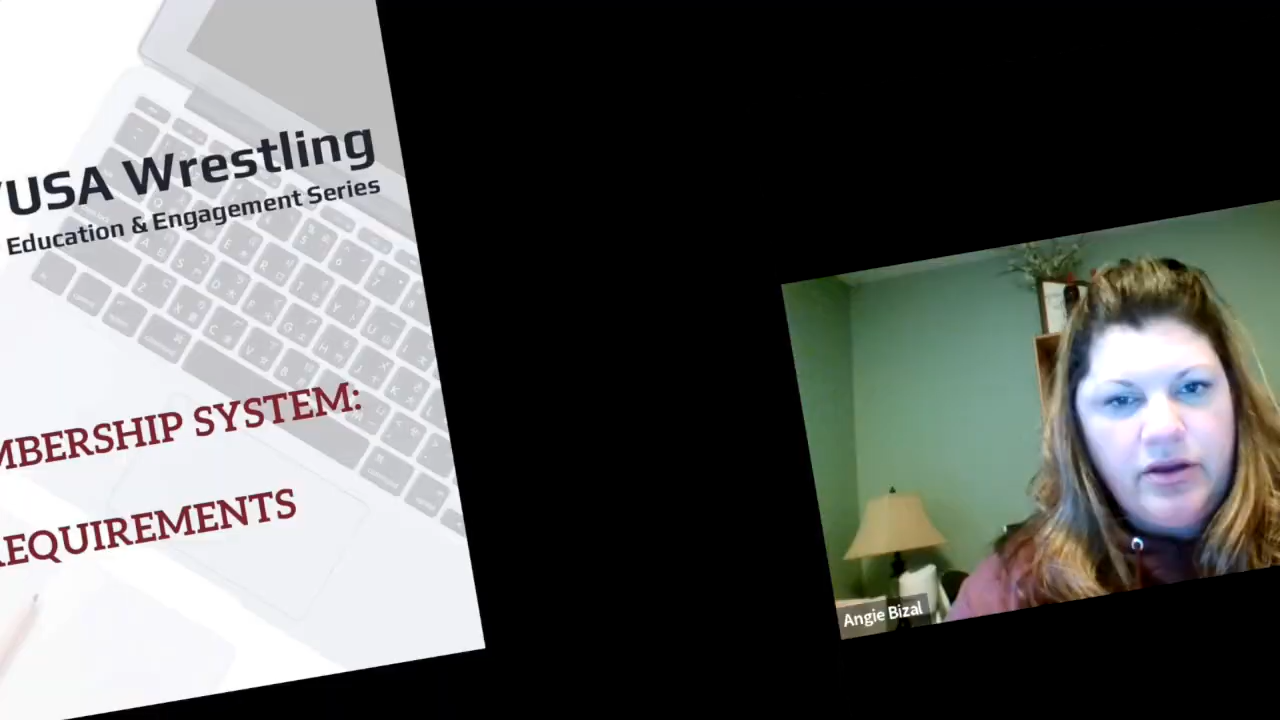 USA Wrestling
Education & Engagement Series
MBERSHIP SYSTEM:
REQUIREMENTS
Angie Bizal